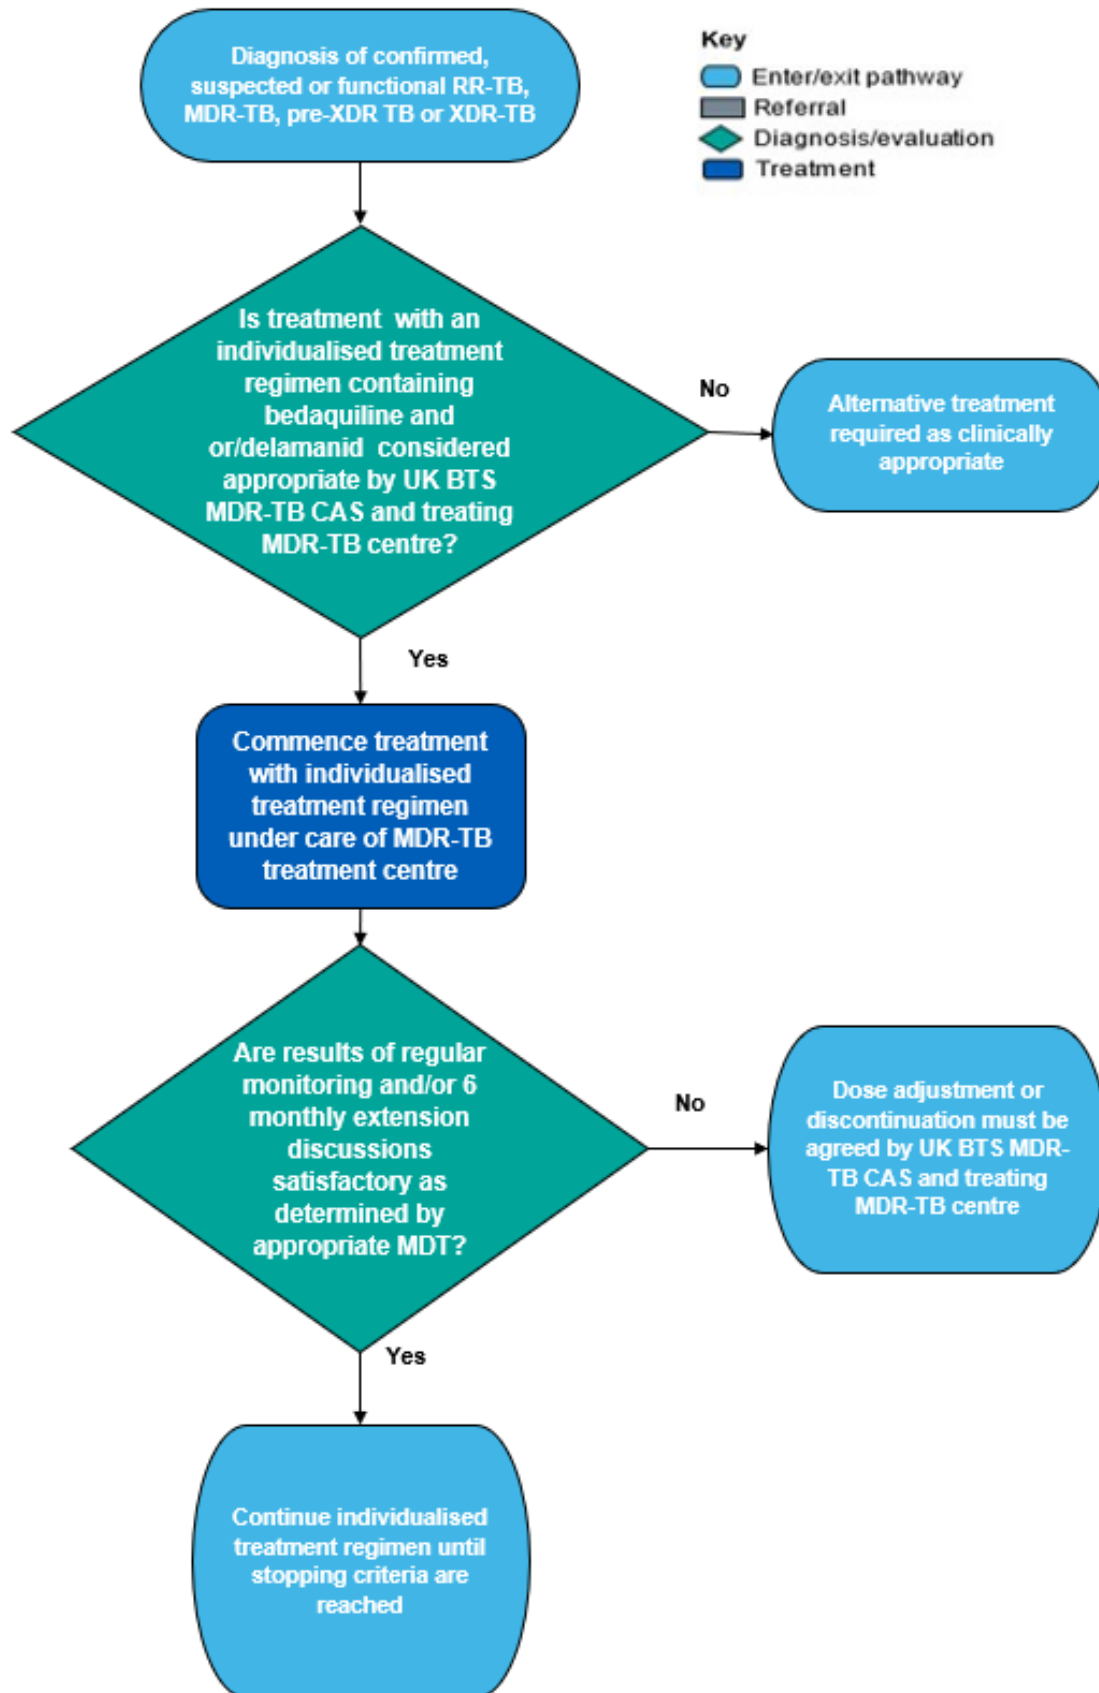 Diagnosis of confirmed,
suspected or functional RR-TB,
MDR-TB, pre-XDR TB or XDR-TB
Key
Enter/exit pathway
Referral
Diagnosis/evaluation
Treatment
Is treatment with an
individualised treatment
regimen containing
bedaquiline and
or/delamanid considered
appropriate by UK BTS
MDR-TB CAS and treating
MDR-TB centre?
No
Alternative treatment
required as clinically
appropriate
Yes
Commence treatment
with individualised
treatment regimen
under care of MDR-TB
treatment centre
Are results of regular
monitoring and/or 6
monthly extension
discussions
satisfactory as
determined by
appropriate MDT?
No
Dose adjustment or
discontinuation must be
agreed by UK BTS MDR-
TB CAS and treating
MDR-TB centre
Yes
Continue individualised
treatment regimen until
stopping criteria are
reached